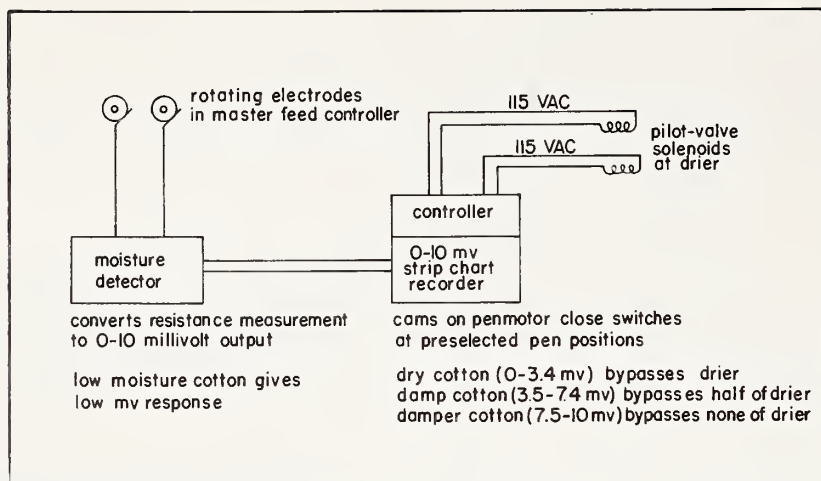 rotating electrodes
in master feed controller
115 VAC
115 VAC
pilot-valve
solenoids
at drier
moisture
detector
controller
0-10 mv
strip chart
recorder
converts resistance measurement
to 0-10 millivolt output
low moisture cotton gives
low mv response
cams on penmotor close switches
at preselected pen positions
dry cotton (0-3.4 mv) bypasses drier
damp cotton (3.5-7.4 mv) bypasses half of drier
damper cotton (7.5-10 mv) bypasses none of drier